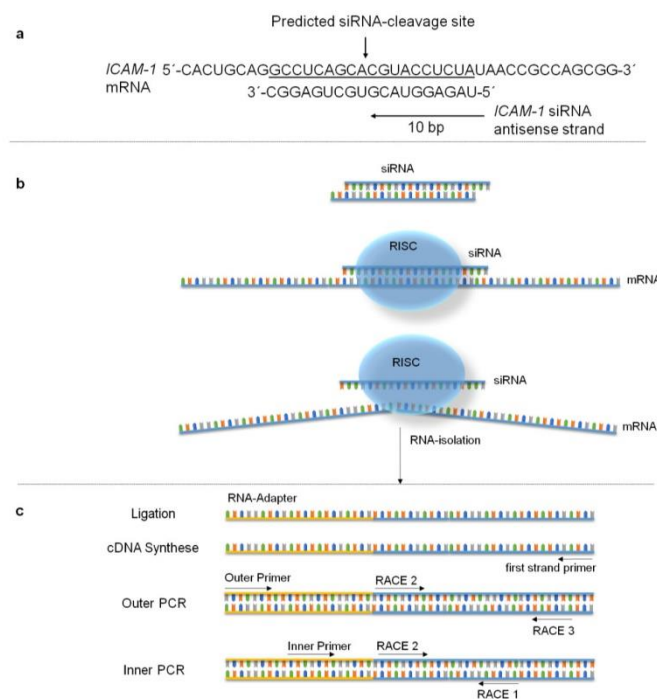 a
Predicted siRNA-cleavage site
ICAM-1 5´-CACUGCAGGCCUCAGCACGUACCUCUAUAACCGCCAGCGG-3´
mRNA
3´-CGGAGUCGUGCAUGGAGAU-5´
10 bp
ICAM-1 siRNA
antisense strand
b
siRNA
RISC
siRNA
mRNA
RISC
siRNA
mRNA
RNA-isolation
c
RNA-Adapter
Ligation
cDNA Synthese
first strand primer
Outer Primer
RACE 2
Outer PCR
RACE 3
Inner Primer
RACE 2
Inner PCR
RACE 1